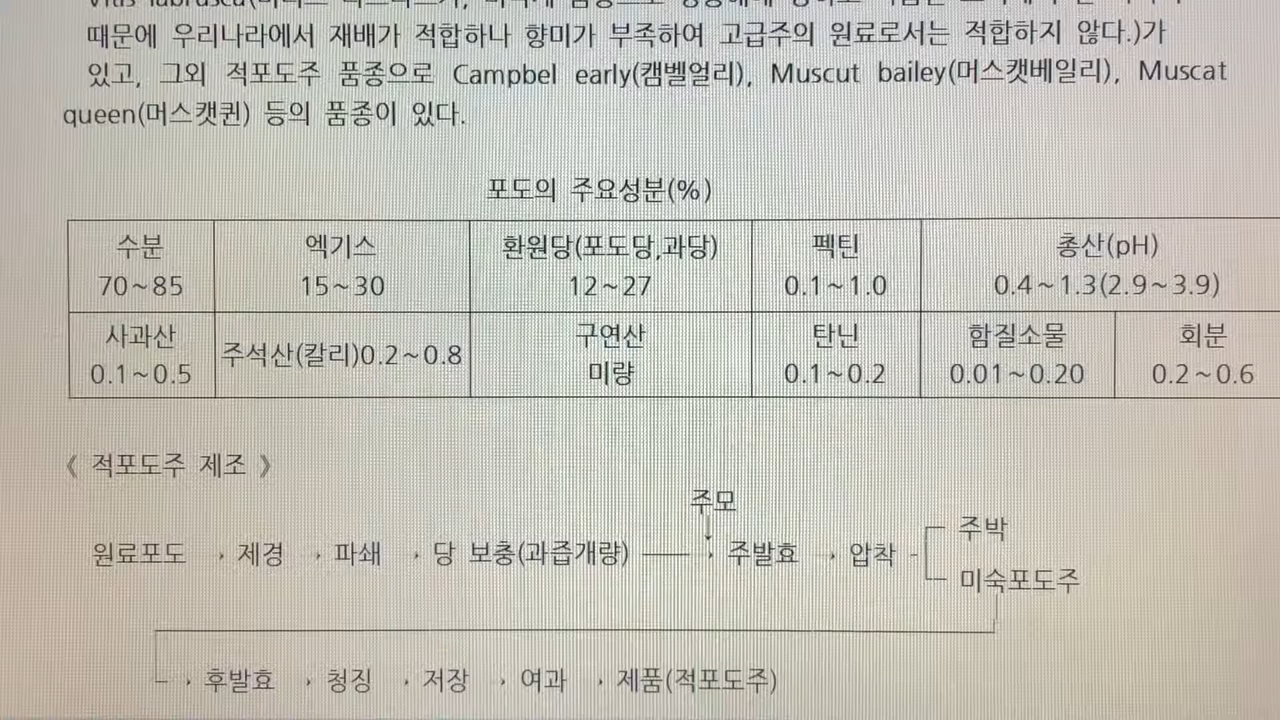 때문에 우리나라에서 재배가 적합하나 향미가 부족하여 고급주의 원료로서는 적합하지 않다.)가
있고, 그외 적포도주 품종으로 Campbel early(캠벨얼리), Muscut bailey(머스캣베일리), Muscat
queen(머스캣퀸) 등의 품종이 있다.
포도의 주요성분(%)
수분 엑기스 환원당(포도당,과당) 펙틴 총산(pH)
70~85 15~30 12~27 0.1~1.0 0.4~1.3(2.9~3.9)
사과산 주석산(칼리)0.2~0.8 구연산 탄닌 함질소물 회분
0.1~0.5 미량 0.1~0.2 0.01~0.20 0.2~0.6
《 적포도주 제조 》
주모
원료포도 › 제경 › 파쇄 › 당 보충(과즙개량) › 주발효 › 압착 주박
미숙포도주
› 후발효 › 청징 › 저장 › 여과 › 제품(적포도주)